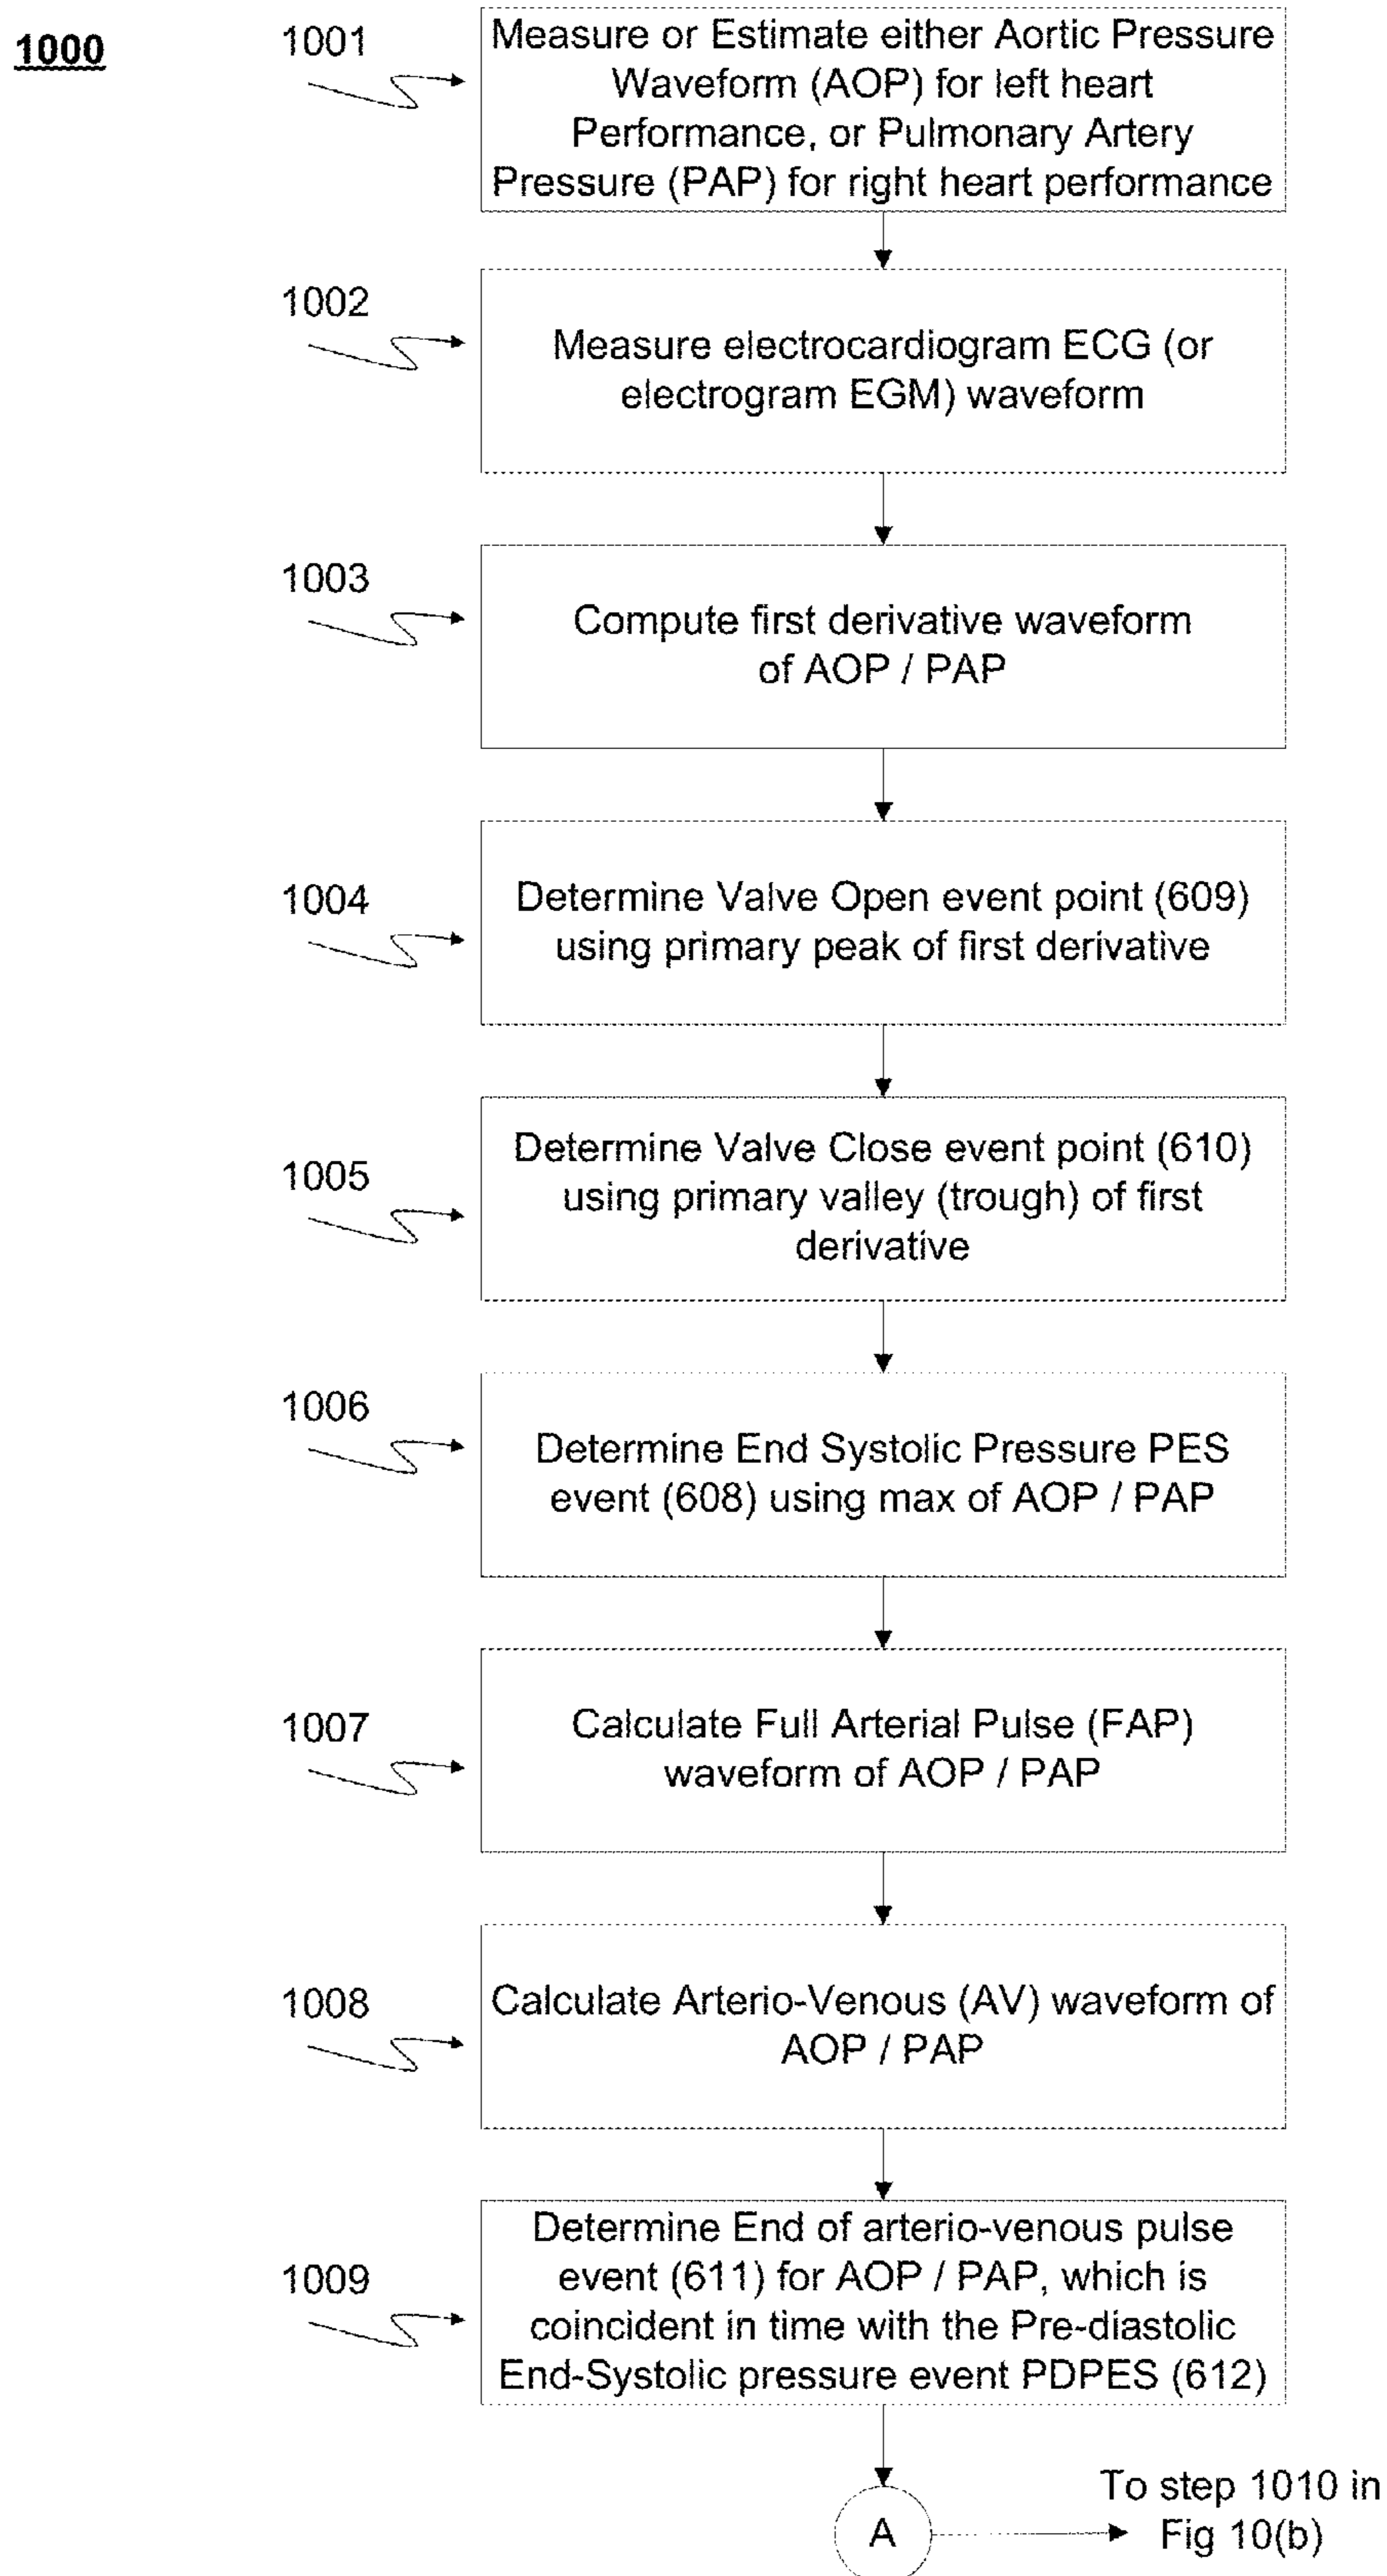 1000
1001
Measure or Estimate either Aortic Pressure
Waveform (AOP) for left heart
Performance, or Pulmonary Artery
Pressure (PAP) for right heart performance
1002
Measure electrocardiogram ECG (or
electrogram EGM) waveform
1003
Compute first derivative waveform
of AOP / PAP
1004
Determine Valve Open event point (609)
using primary peak of first derivative
1005
Determine Valve Close event point (610)
using primary valley (trough) of first
derivative
1006
Determine End Systolic Pressure PES
event (608) using max of AOP / PAP
1007
Calculate Full Arterial Pulse (FAP)
waveform of AOP / PAP
1008
Calculate Arterio-Venous (AV) waveform of
AOP / PAP
1009
Determine End of arterio-venous pulse
event (611) for AOP / PAP, which is
coincident in time with the Pre-diastolic
End-Systolic pressure event PDPES (612)
A
To step 1010 in
Fig 10(b)